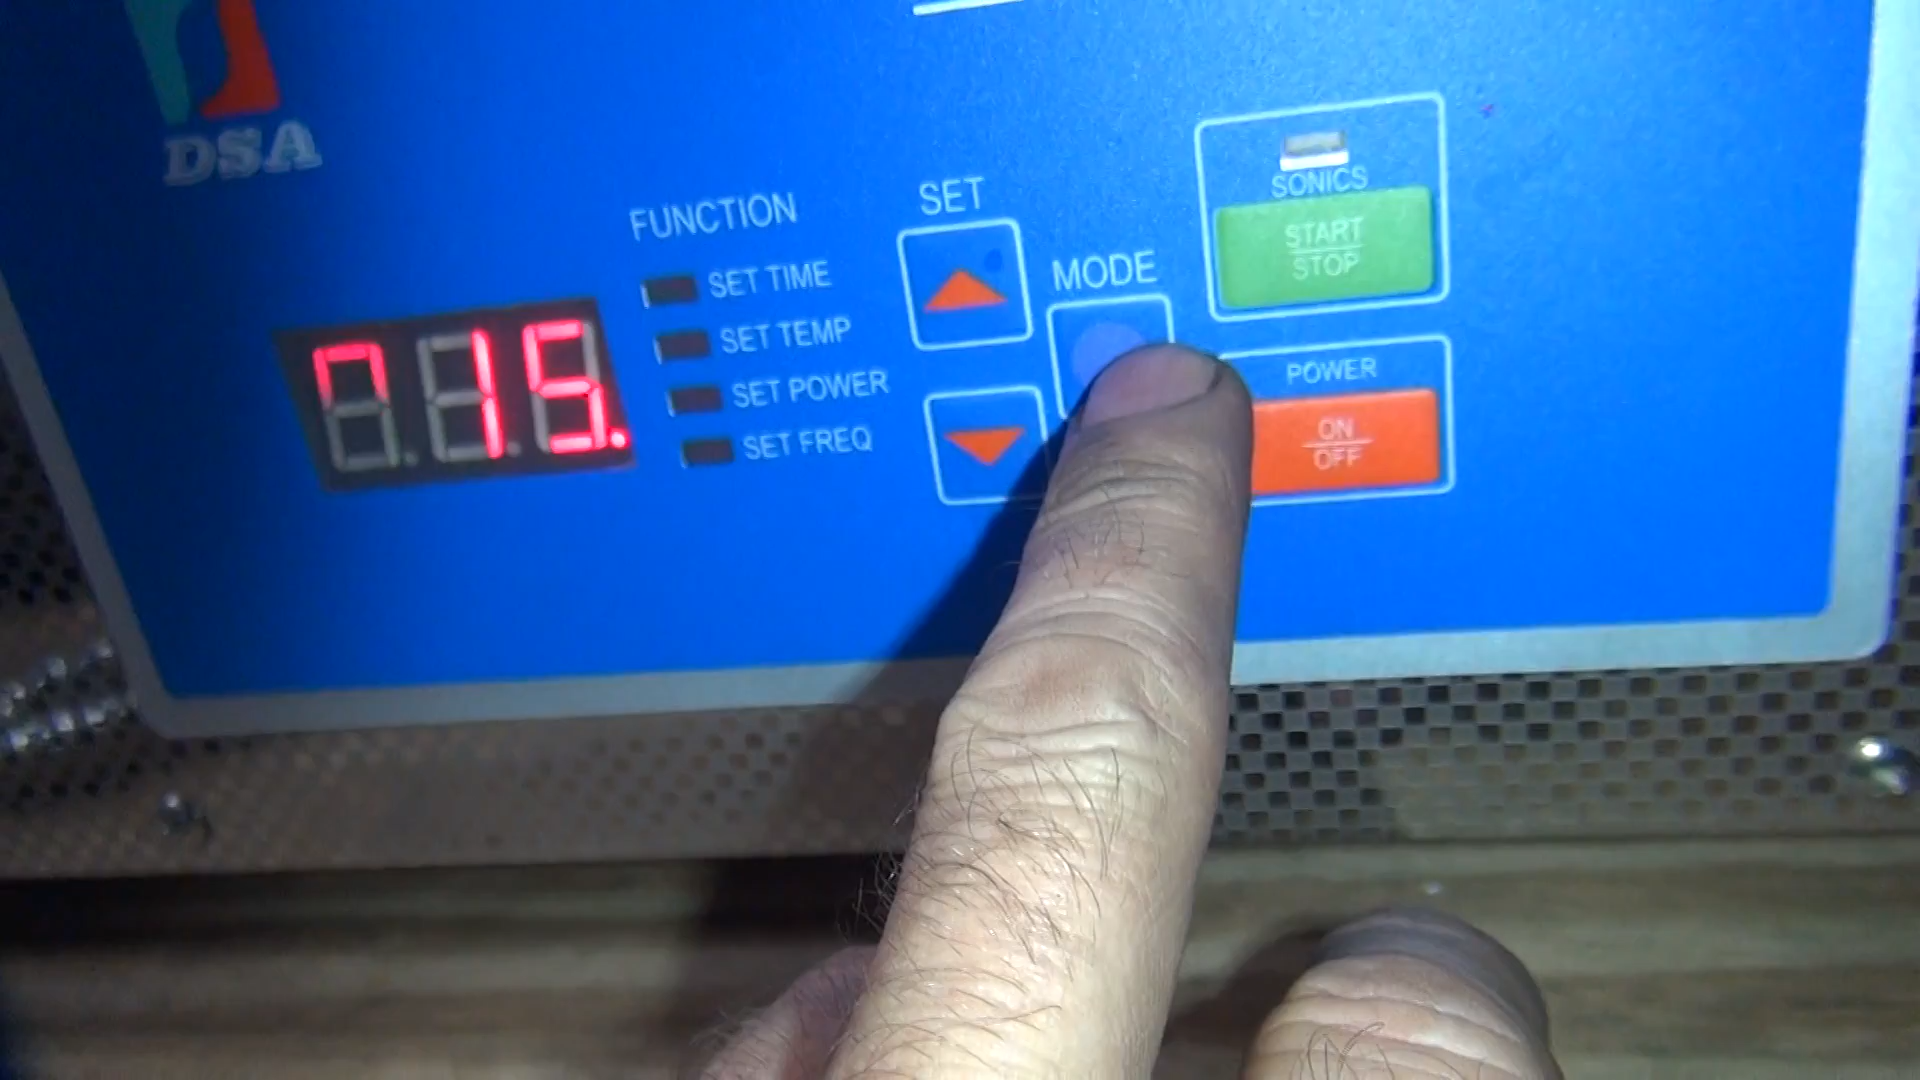 DSA
FUNCTION
SET TIME
SET TEMP
SET POWER
SET FREQ
SET
MODE
SONICS
START
STOP
POWER
ON
OFF
15.